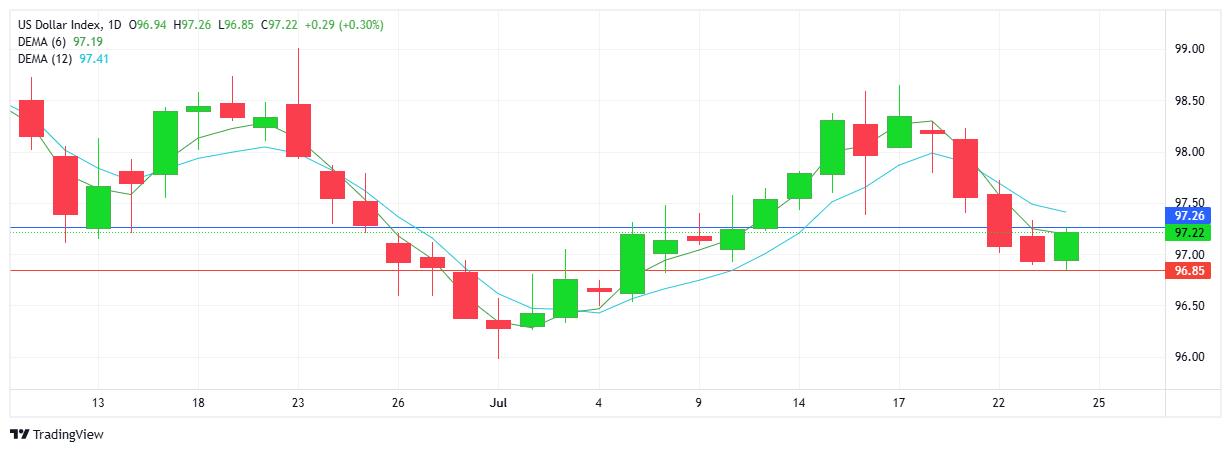 US Dollar Index, 1D O96.94 H97.26 L96.85 C97.22 +0.29 (+0.30%)
DEMA (6) 97.19
DEMA (12) 97.41
99.00
98.50
98.00
97.50
97.26
97.22
97.00
96.85
96.50
96.00
13 18 23 26 Jul 4 9 14 17 22 25
TradingView